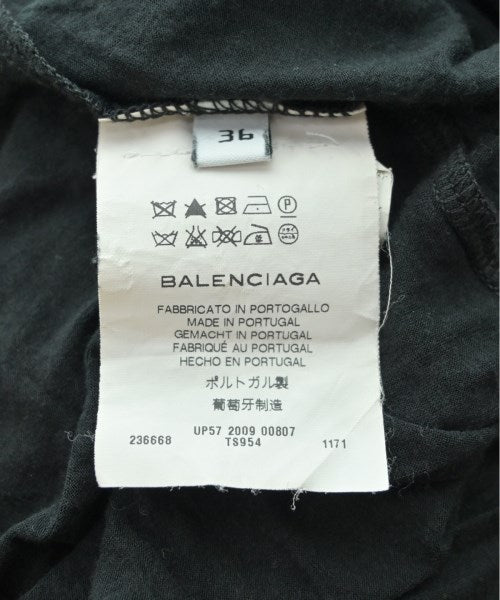 36
P
BALENCIAGA
FABBRICATO IN PORTOGALLO
MADE IN PORTUGAL
GEMACHT IN PORTUGAL
FABRIQUÉ AU PORTUGAL
HECHO EN PORTUGAL
ポルトガル製
葡萄牙制造
UP57 2009 00807
236668 TS954 1171